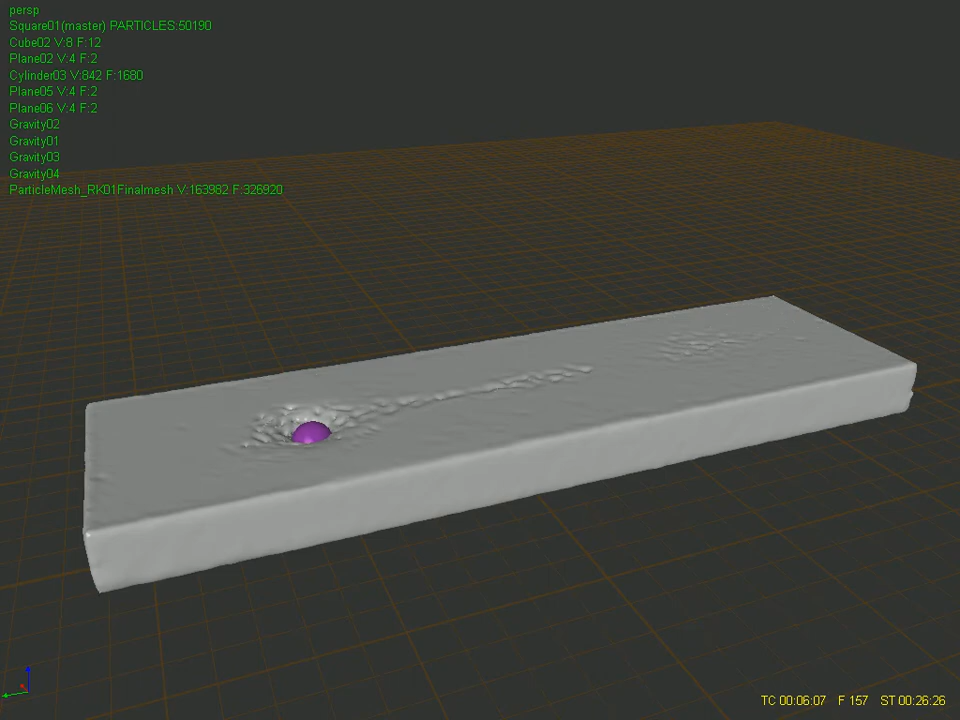 persp
Square01(master) PARTICLES:50190
Cube02 V:8 F:12
Plane02 V:4 F:2
Cylinder03 V:842 F:1680
Plane05 V:4 F:2
Plane06 V:4 F:2
Gravity02
Gravity01
Gravity03
Gravity04
ParticleMesh_RK01Finalmesh V:163982 F:326920
TC 00:06:07 F 157 ST 00:26:26